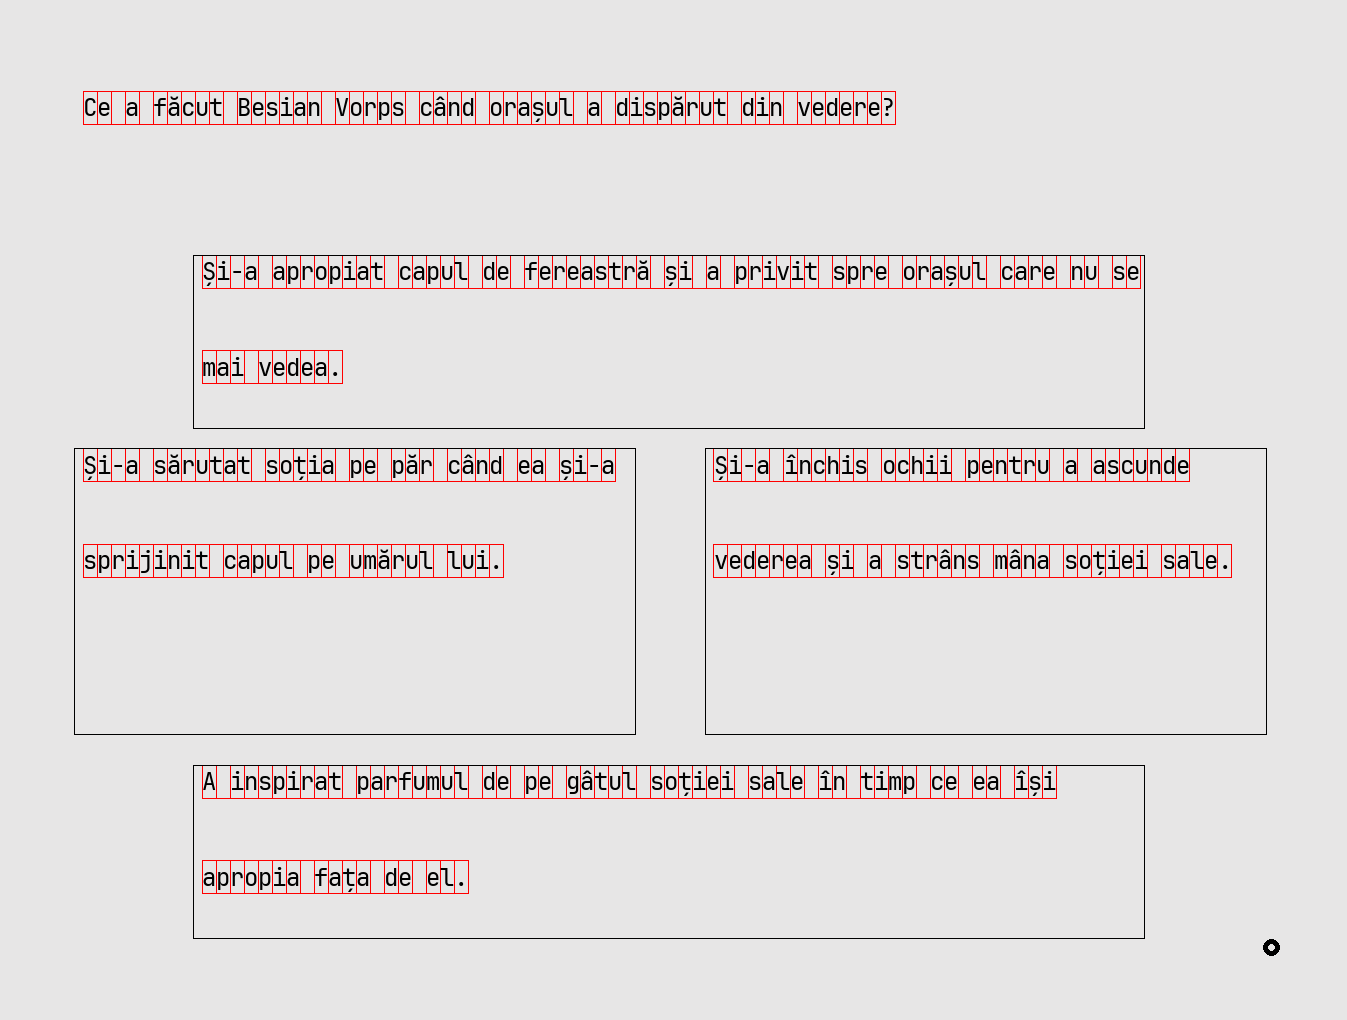 Ce a făcut Besian Vorps când orașul a dispărut din vedere?
Și-a apropiat capul de fereastră și a privit spre orașul care nu se
mai vedea.
Și-a sărutat soția pe păr când ea și-a
sprijinit capul pe umărul lui.
Și-a închis ochii pentru a ascunde
vederea și a strâns mâna soției sale.
A inspirat parfumul de pe gâtul soției sale în timp ce ea își
apropia fața de el.